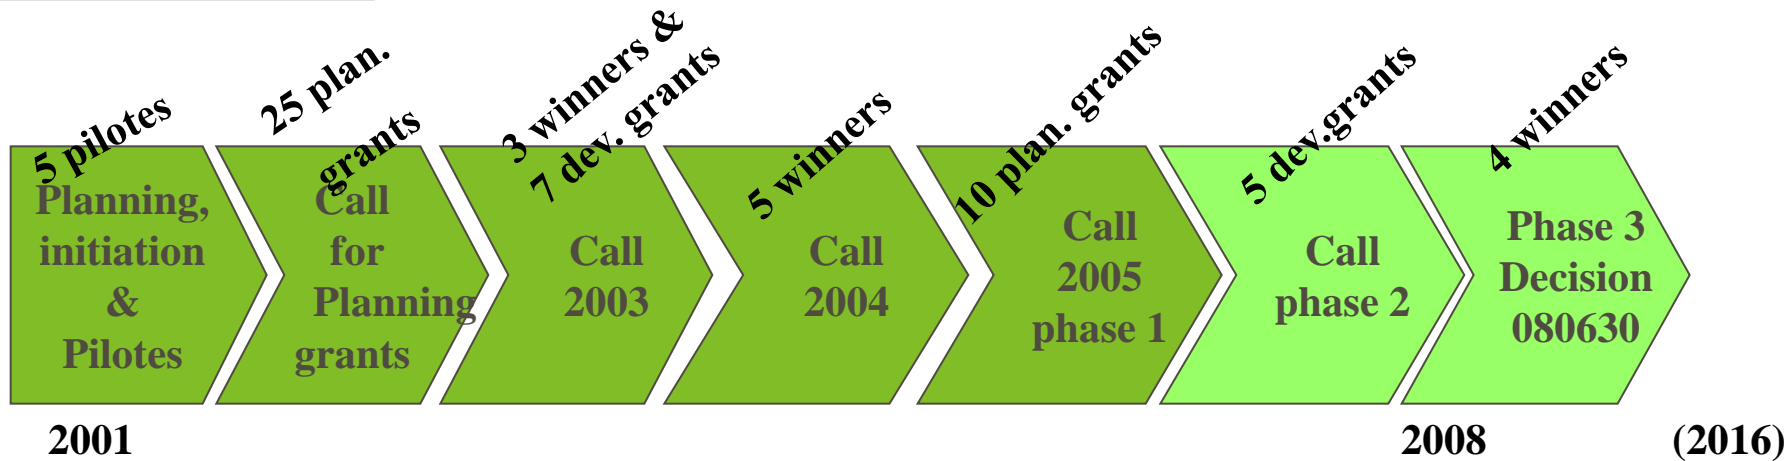 5 pilotes
25 plan.
grants
3 winners &
7 dev. grants
5 winners
10 plan. grants
5 dev.grants
4 winners
Planning,
initiation
&
Pilotes
Call
for
Planning
grants
Call
2003
Call
2004
Call
2005
phase 1
Call
phase 2
Phase 3
Decision
080630
2001
2008
(2016)